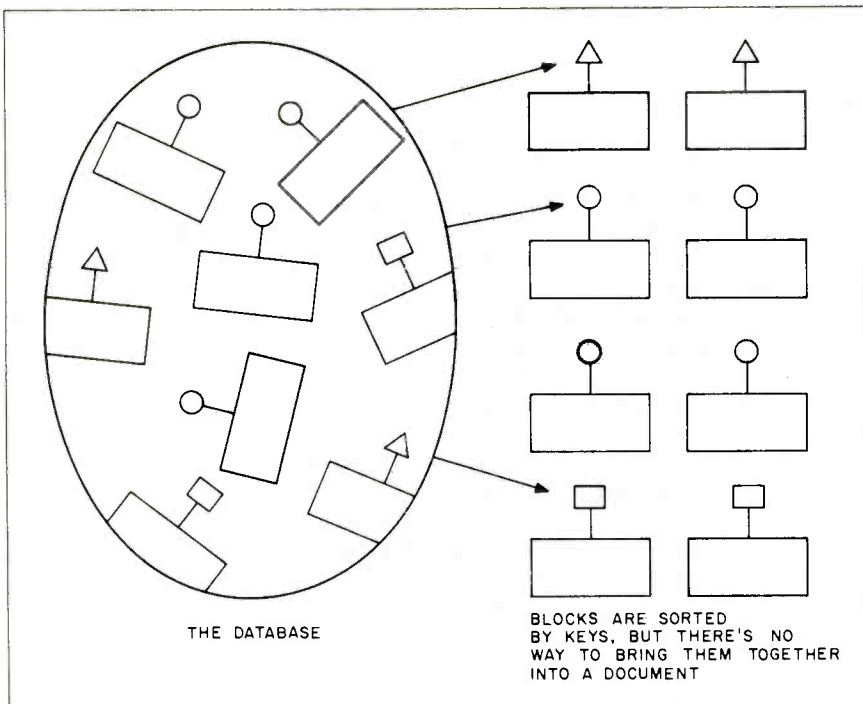 THE DATABASE
BLOCKS ARE SORTED
BY KEYS, BUT THERE'S NO
WAY TO BRING THEM TOGETHER
INTO A DOCUMENT